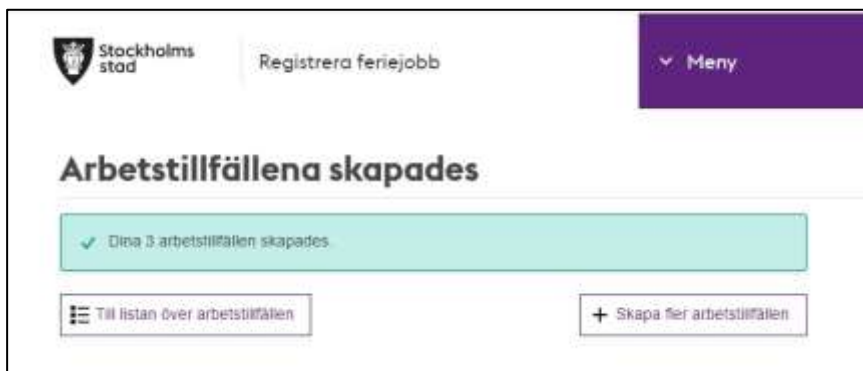 Stockholms
stad
Registrera feriejobb
Meny
Arbetstillfällena skapades
Dina 3 arbetstillfällen skapades.
Till listan över arbetstillfällen
Skapa fler arbetstillfällen